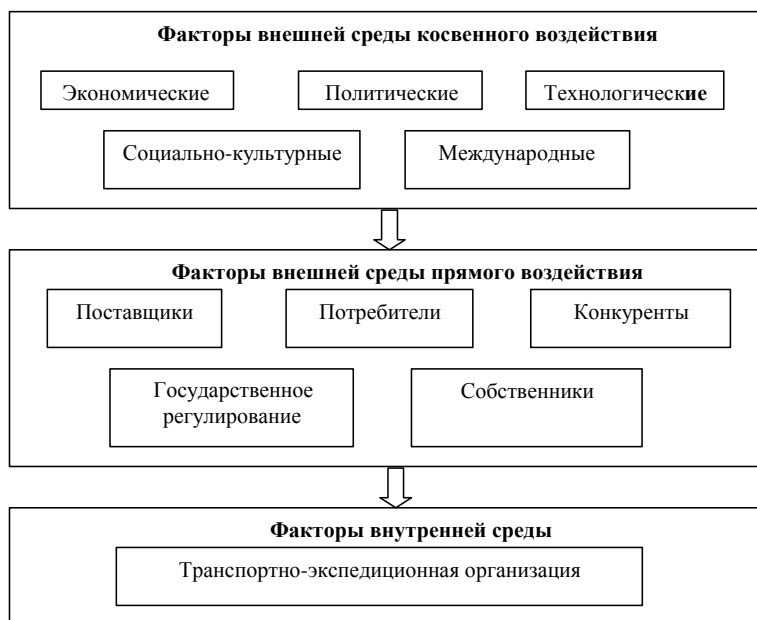 Факторы внешней среды косвенного воздействия
Экономические
Политические
Технологические
Социально-культурные
Международные
Факторы внешней среды прямого воздействия
Поставщики
Потребители
Конкуренты
Государственное
регулирование
Собственники
Факторы внутренней среды
Транспортно-экспедиционная организация